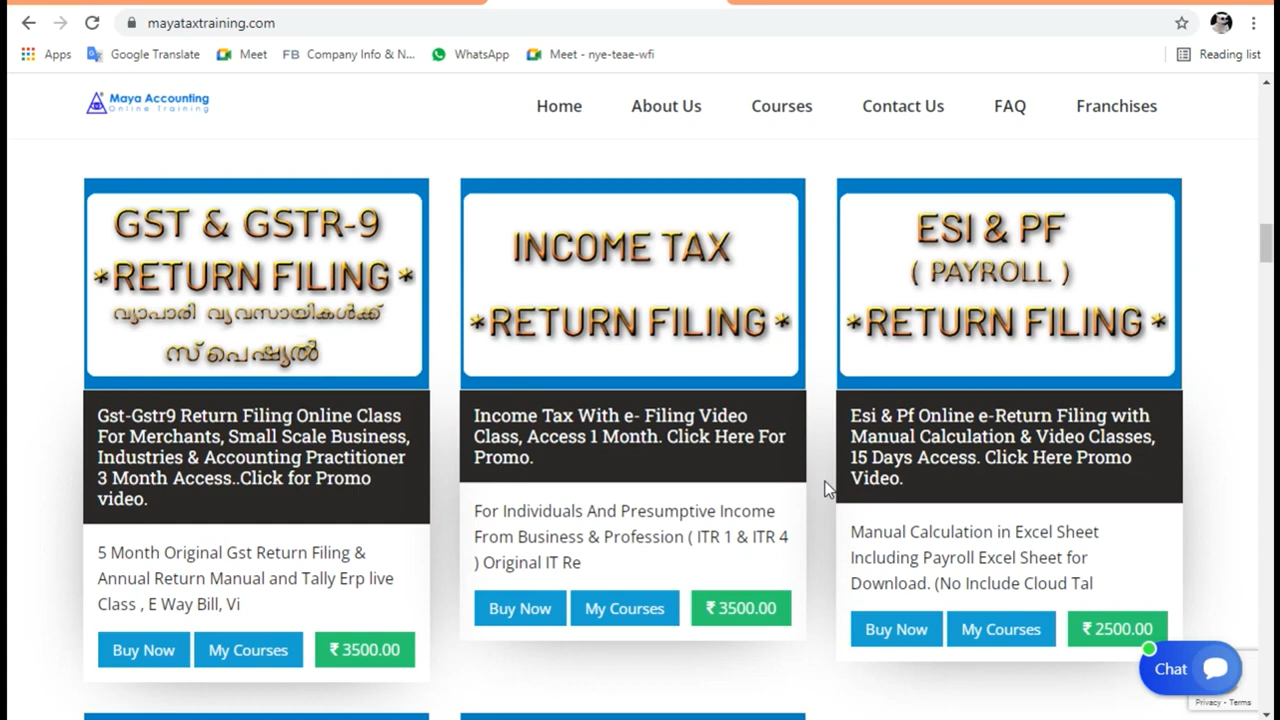 mayataxtraining.com
Apps
Google Translate
Meet
FB Company Info & N...
WhatsApp
Meet - nye-teae-wfi
Reading list
Maya Accounting
Online Training
Home
About Us
Courses
Contact Us
FAQ
Franchises
GST & GSTR-9
*RETURN FILING*
വ്യാപാരി വ്യവസായികൾക്ക്
സ്പെഷ്യൽ
Gst-Gstr9 Return Filing Online Class
For Merchants, Small Scale Business,
Industries & Accounting Practitioner
3 Month Access..Click for Promo
video.
5 Month Original Gst Return Filing &
Annual Return Manual and Tally Erp live
Class , E Way Bill, Vi
Buy Now
My Courses
₹ 3500.00
INCOME TAX
*RETURN FILING*
Income Tax With e- Filing Video
Class, Access 1 Month. Click Here For
Promo.
For Individuals And Presumptive Income
From Business & Profession ( ITR 1 & ITR 4
) Original IT Re
Buy Now
My Courses
₹ 3500.00
ESI & PF
( PAYROLL )
*RETURN FILING*
Esi & Pf Online e-Return Filing with
Manual Calculation & Video Classes,
15 Days Access. Click Here Promo
Video.
Manual Calculation in Excel Sheet
Including Payroll Excel Sheet for
Download. (No Include Cloud Tal
Buy Now
My Courses
₹ 2500.00
Chat
Privacy - Terms